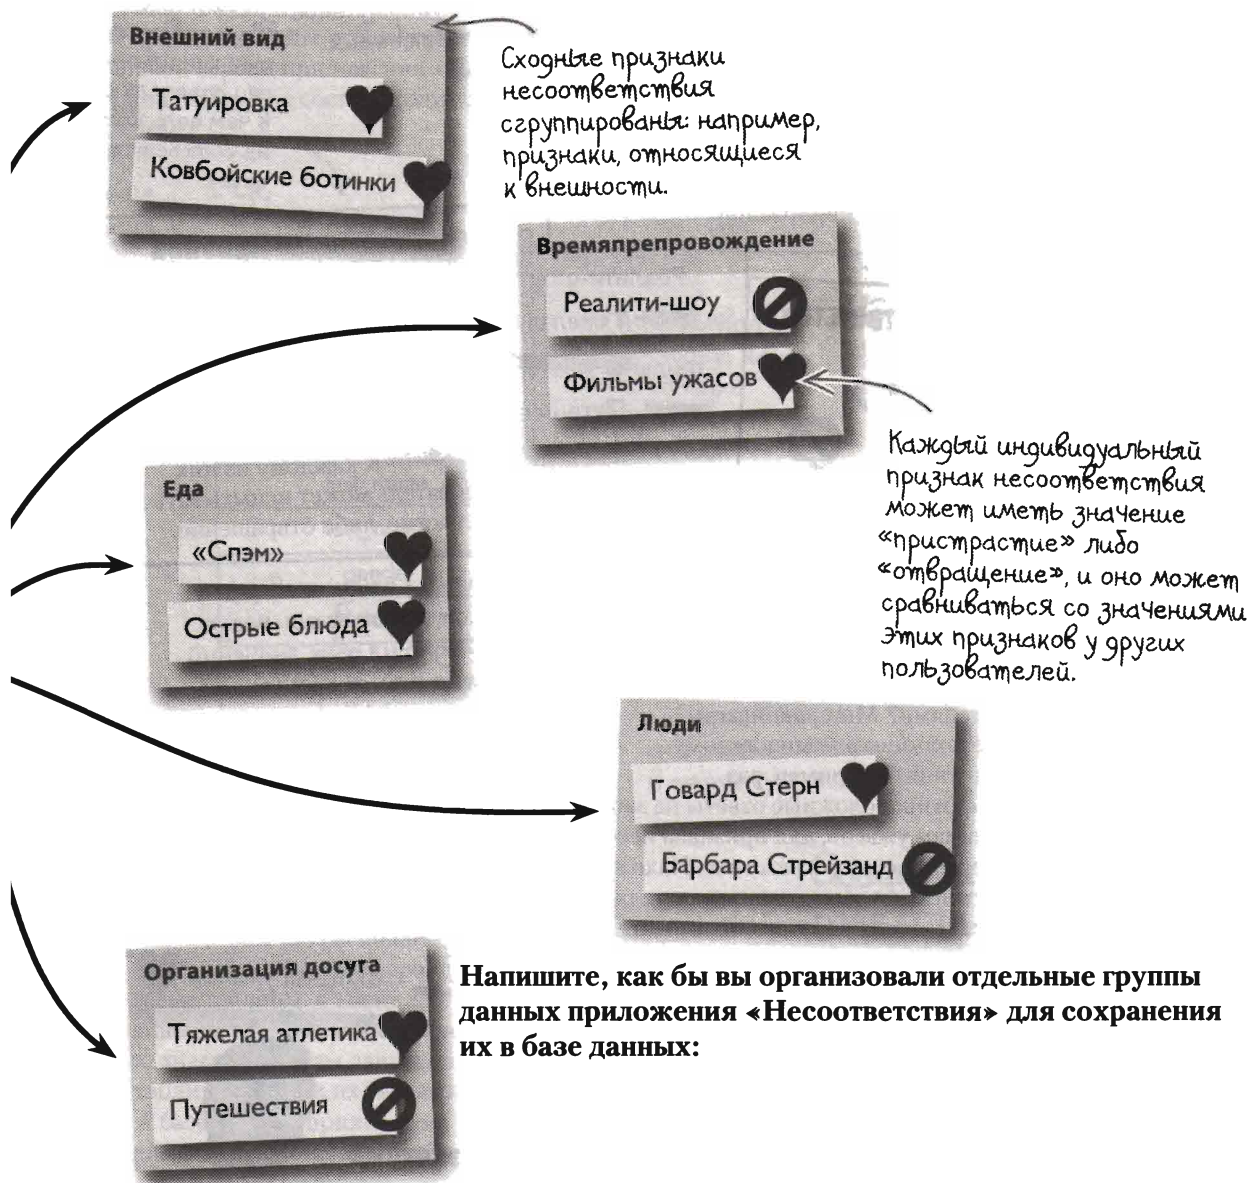 Внешний вид
Татуировка
Ковбойские ботинки
Сходные признаки
несоответствия
сгруппированы: например,
признаки, относящиеся
к внешности.
Времяпрепровождение
Реалити-шоу
Фильмы ужасов
Каждый индивидуальный
признак несоответствия
может иметь значение
«пристрастие» либо
«отвращение», и оно может
сравниваться со значениями
этих признаков у других
пользователей.
Еда
«Спэм»
Острые блюда
Люди
Говард Стерн
Барбара Стрейзанд
Организация досуга
Тяжелая атлетика
Путешествия
Напишите, как бы вы организовали отдельные группы
данных приложения «Несоответствия» для сохранения
их в базе данных: